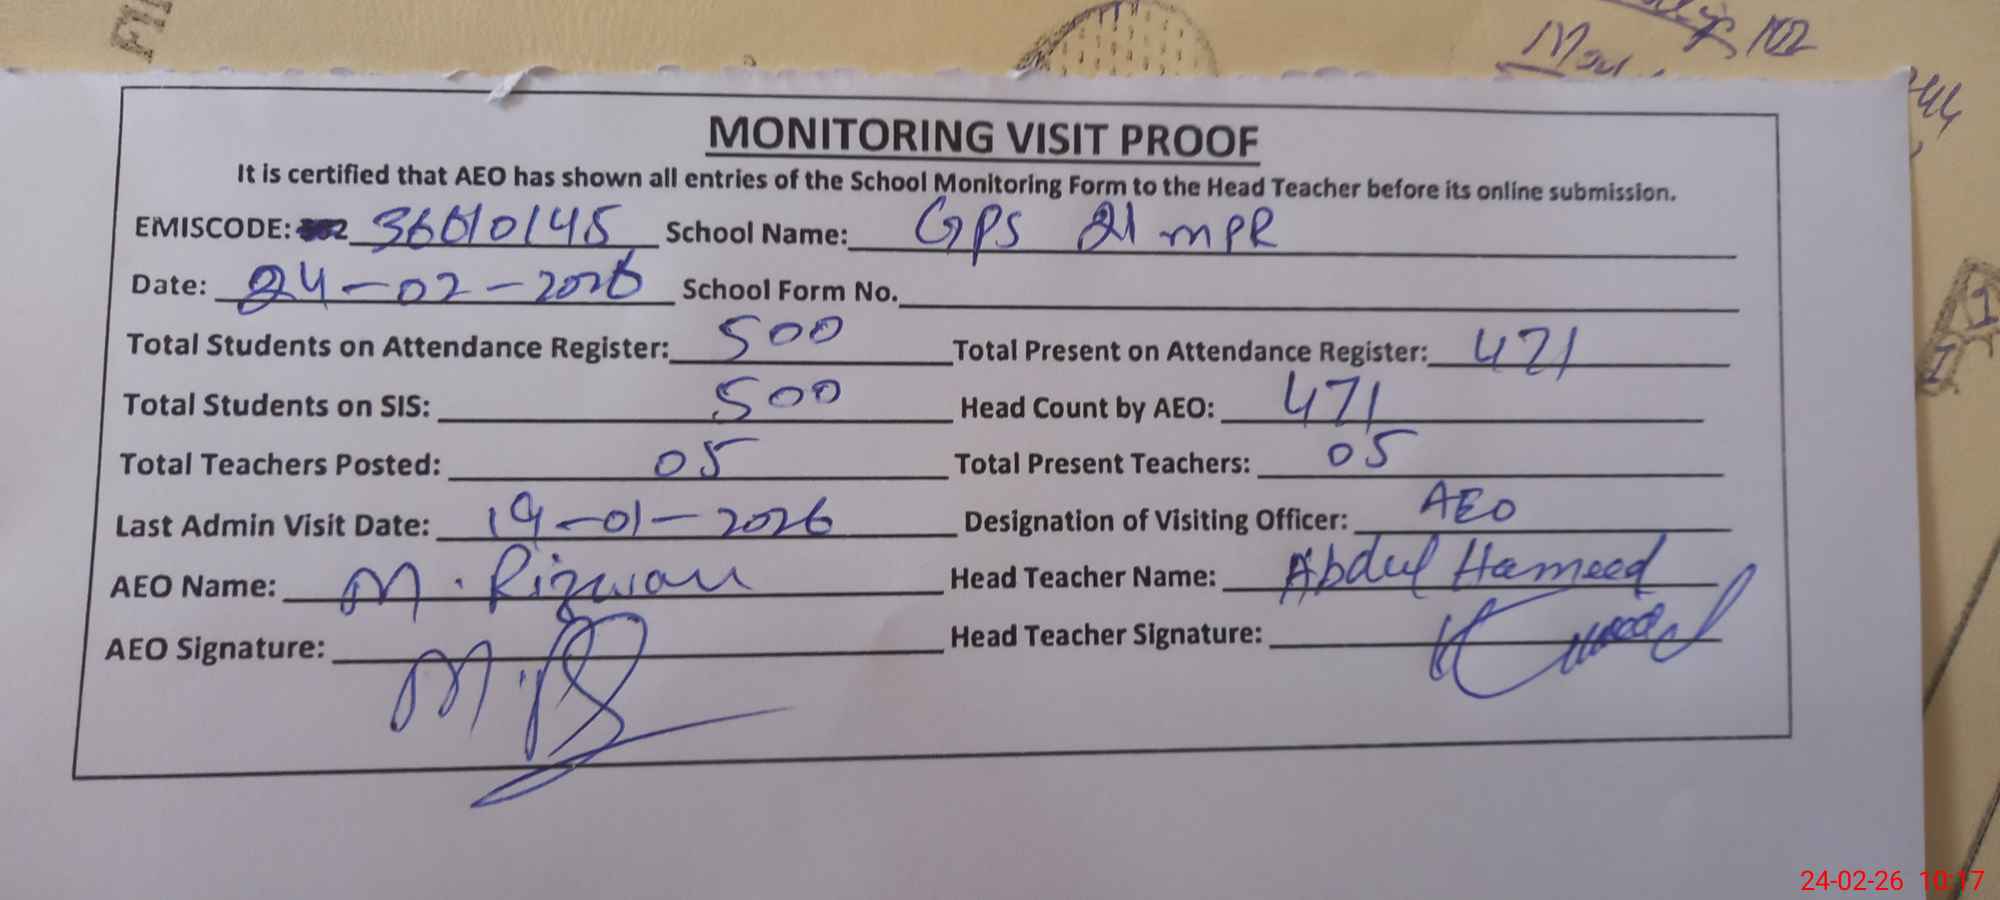 102
MONITORING VISIT PROOF
It is certified that AEO has shown all entries of the School Monitoring Form to the Head Teacher before its online submission.
EMISCODE: 36010145 School Name: GPS 21 MPR
Date: 24-02-2026 School Form No.
Total Students on Attendance Register: 500 Total Present on Attendance Register: 471
Total Students on SIS: 500 Head Count by AEO: 471
Total Teachers Posted: 05 Total Present Teachers: 05
Last Admin Visit Date: 19-01-2026 Designation of Visiting Officer: AEO
AEO Name: M. Rizwan Head Teacher Name: Abdul Hameed
AEO Signature: Head Teacher Signature:
24-02-26 10:17